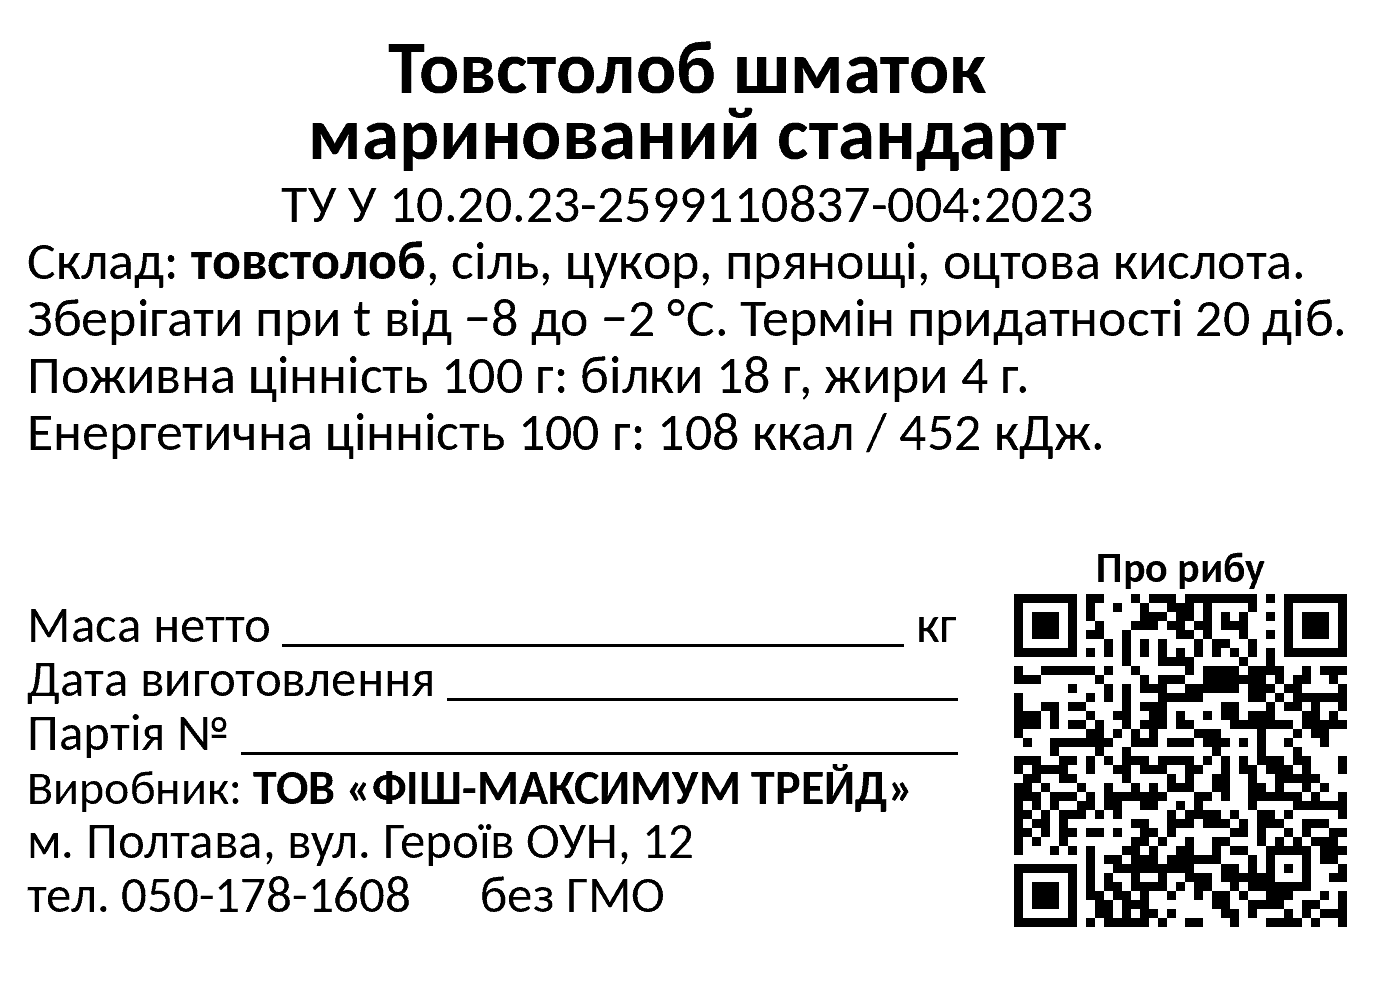 Товстолоб шматок
маринований стандарт
ТУ У 10.20.23-2599110837-004:2023
Склад: товстолоб, сіль, цукор, прянощі, оцтова кислота.
Зберігати при t від −8 до −2 °С. Термін придатності 20 діб.
Поживна цінність 100 г: білки 18 г, жири 4 г.
Енергетична цінність 100 г: 108 ккал / 452 кДж.
Про рибу
Маса нетто ____________ кг
Дата виготовлення ____________
Партія № ____________
Виробник: ТОВ «ФІШ-МАКСИМУМ ТРЕЙД»
м. Полтава, вул. Героїв ОУН, 12
тел. 050-178-1608 без ГМО